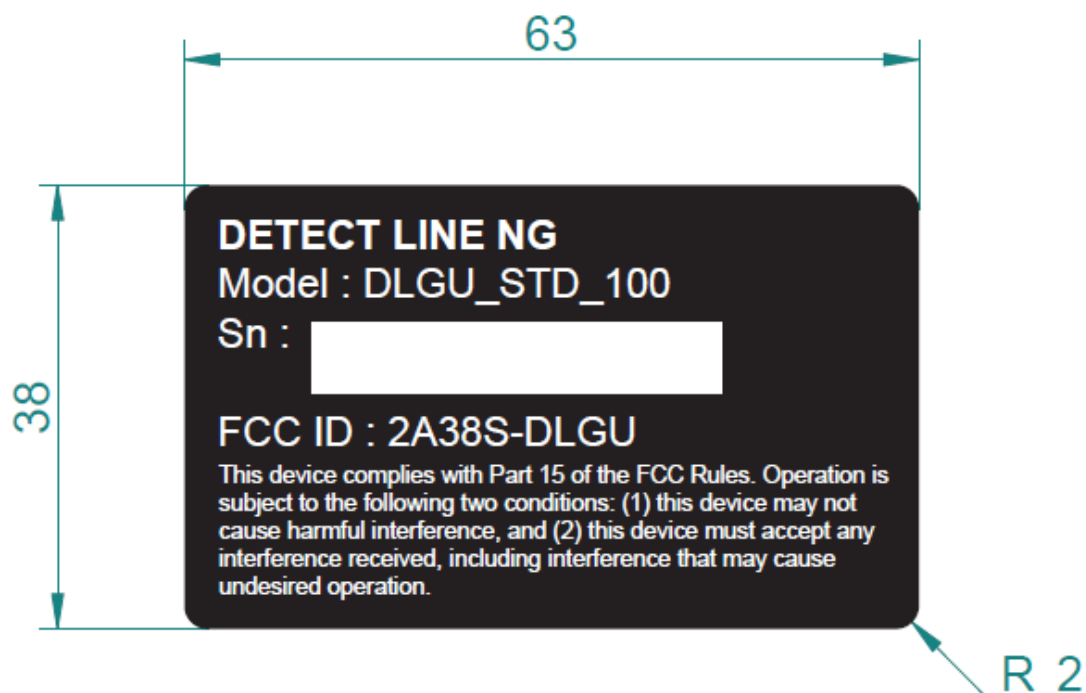 63
DETECT LINE NG
Model : DLGU_STD_100
Sn :
38
FCC ID : 2A38S-DLGU
This device complies with Part 15 of the FCC Rules. Operation is
subject to the following two conditions: (1) this device may not
cause harmful interference, and (2) this device must accept any
interference received, including interference that may cause
undesired operation.
R 2